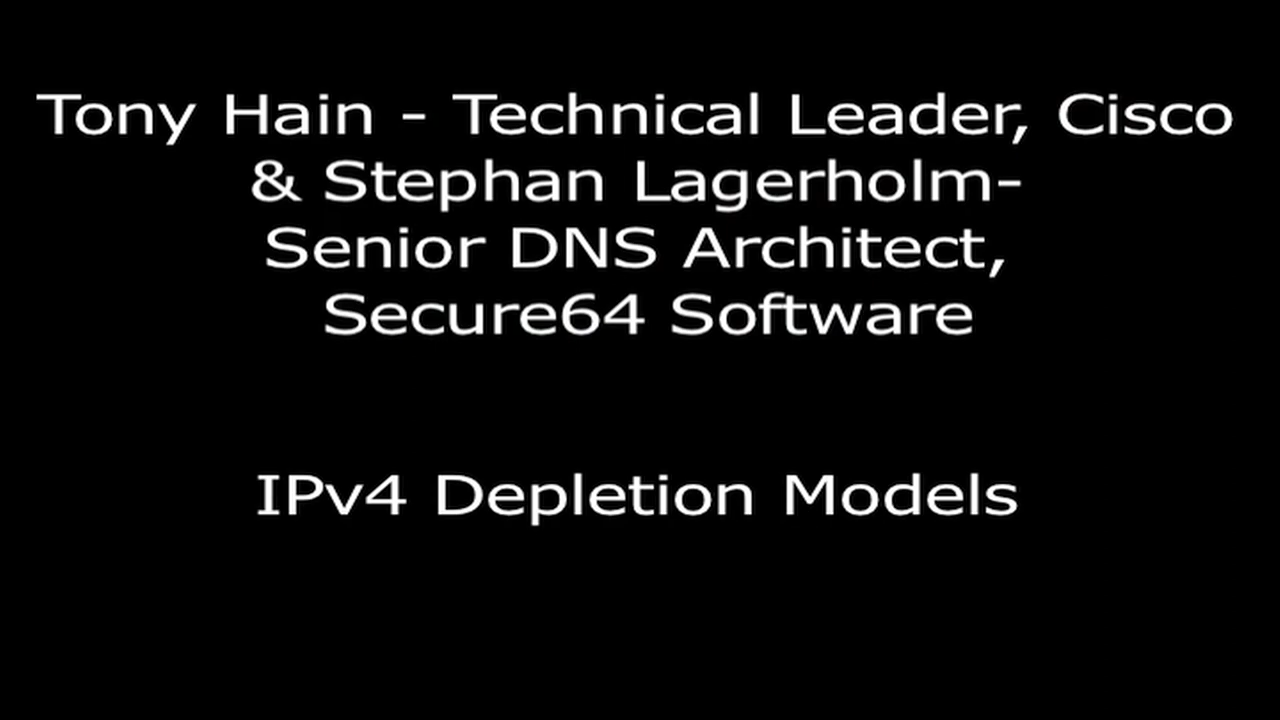 Tony Hain - Technical Leader, Cisco
& Stephan Lagerholm-
Senior DNS Architect,
Secure64 Software
IPv4 Depletion Models